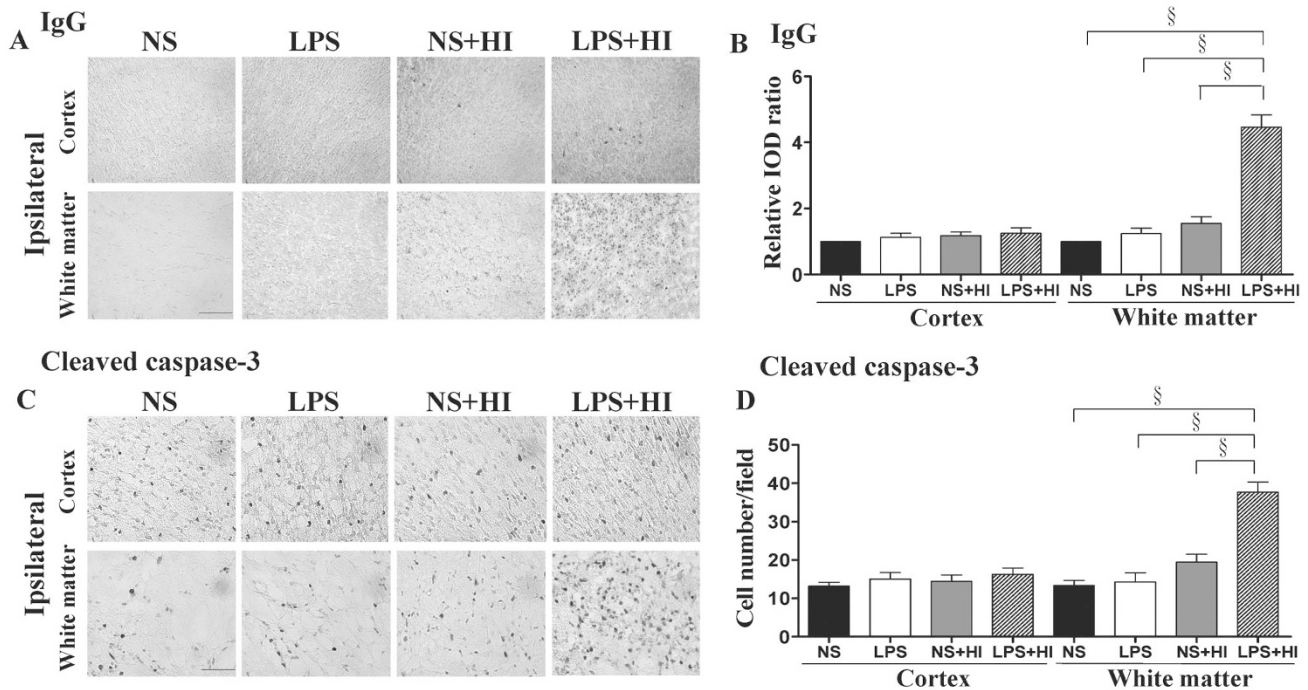 A
IgG
NS LPS NS+HI LPS+HI
Ipsilateral
Cortex
White matter
B
IgG
§
§
§
Relative IOD ratio
6
4
2
0
NS LPS NS+HI LPS+HI NS LPS NS+HI LPS+HI
Cortex White matter
Cleaved caspase-3
C
NS LPS NS+HI LPS+HI
Ipsilateral
Cortex
White matter
Cleaved caspase-3
D
§
§
§
Cell number/field
50
40
30
20
10
0
NS LPS NS+HI LPS+HI NS LPS NS+HI LPS+HI
Cortex White matter